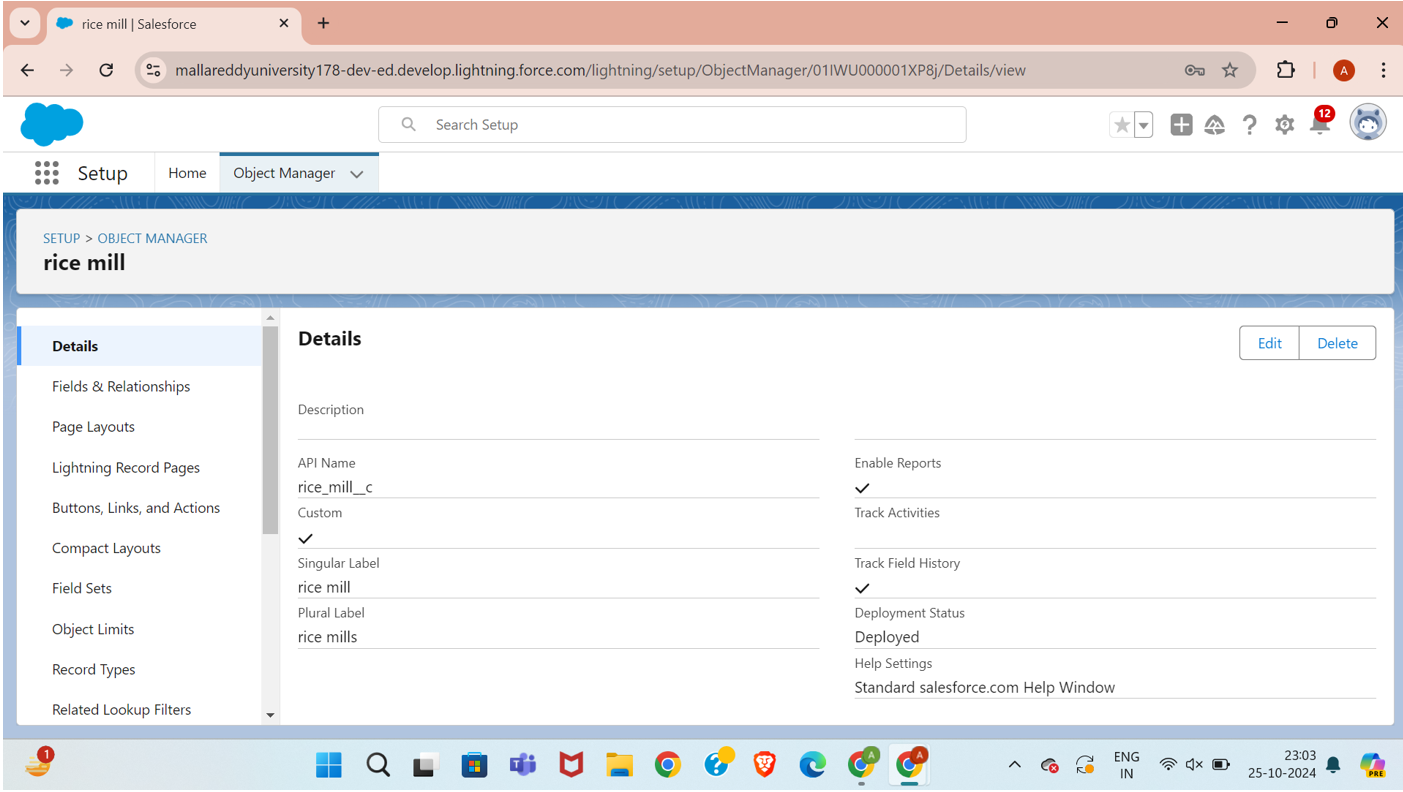 rice mill | Salesforce
mallareddyuniversity178-dev-ed.develop.lightning.force.com/lightning/setup/ObjectManager/01IWU000001XP8j/Details/view
A
Search Setup
12
Setup
Home
Object Manager
SETUP > OBJECT MANAGER
rice mill
Details
Fields & Relationships
Page Layouts
Lightning Record Pages
Buttons, Links, and Actions
Compact Layouts
Field Sets
Object Limits
Record Types
Related Lookup Filters
Details
Edit
Delete
Description
API Name
rice_mill__c
Custom
Singular Label
rice mill
Plural Label
rice mills
Enable Reports
Track Activities
Track Field History
Deployment Status
Deployed
Help Settings
Standard salesforce.com Help Window
1
A
A
ENG
IN
23:03
25-10-2024
PRE